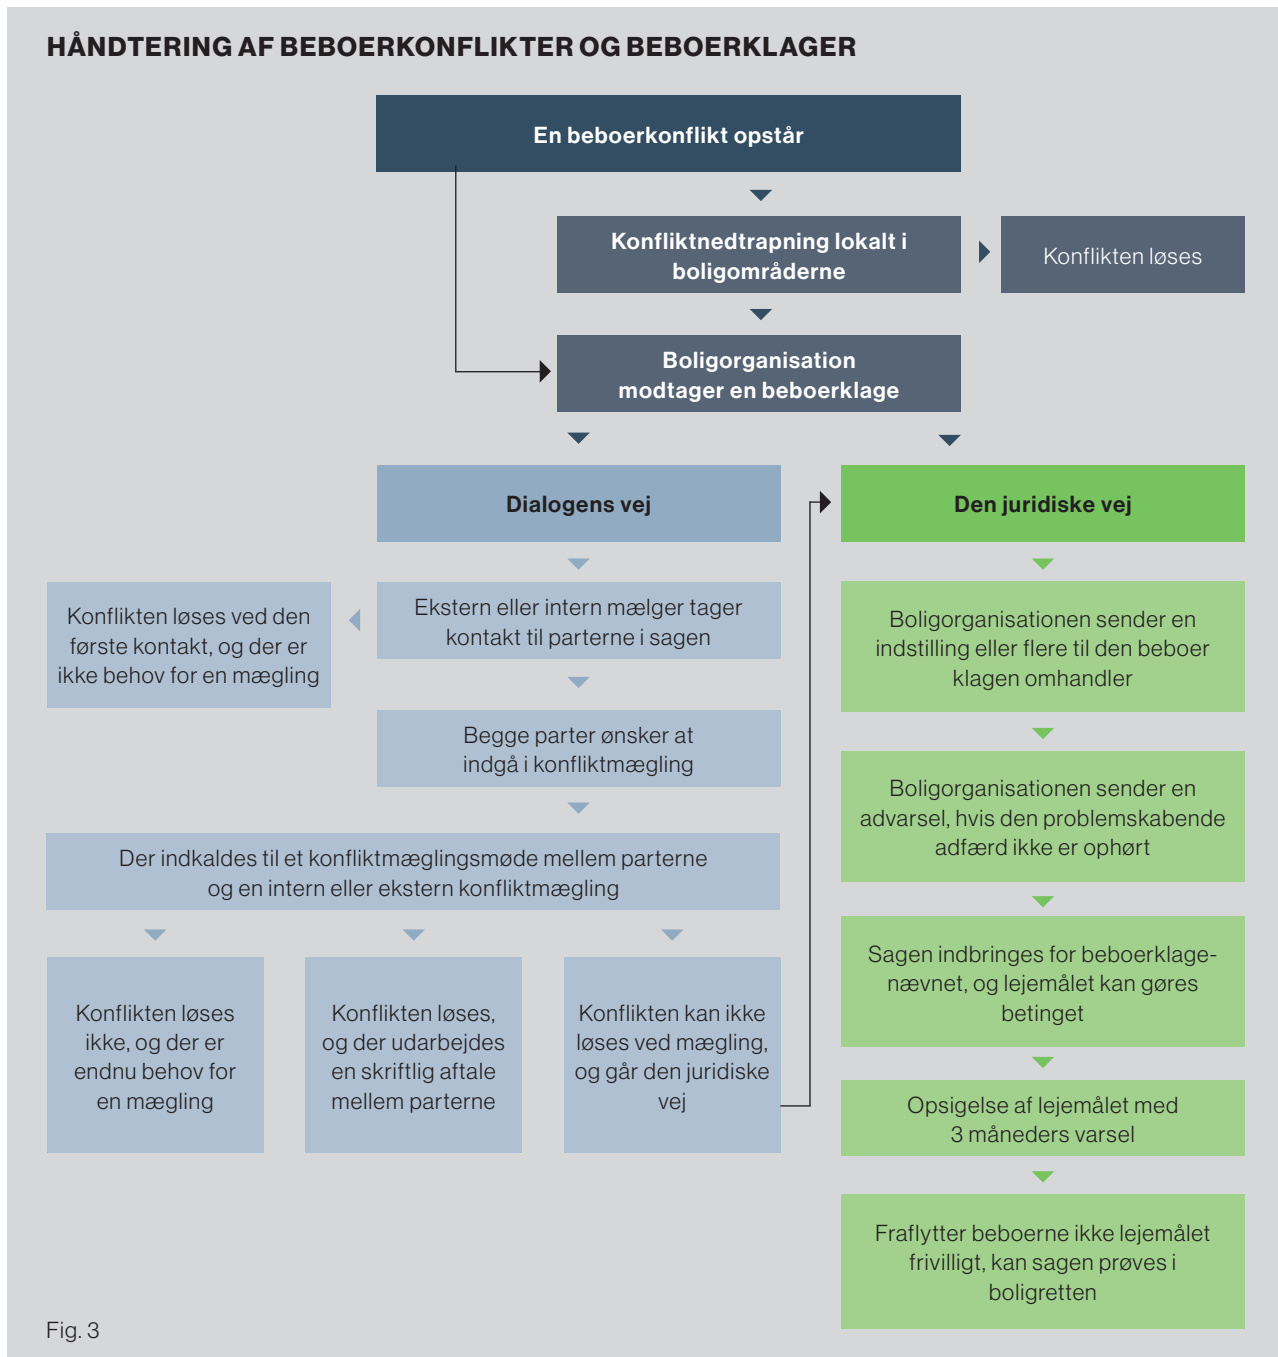 HÅNDTERING AF BEBOERKONFLIKTER OG BEBOERKLAGER
En beboerkonflikt opstår
Konfliktnedtrapning lokalt i
boligområderne
Konflikten løses
Boligorganisation
modtager en beboerklage
Dialogens vej
Ekstern eller intern mælger tager
kontakt til parterne i sagen
Konflikten løses ved den
første kontakt, og der er
ikke behov for en mægling
Begge parter ønsker at
indgå i konfliktmægling
Der indkaldes til et konfliktmæglingsmøde mellem parterne
og en intern eller ekstern konfliktmægling
Konflikten løses
ikke, og der er
endnu behov for
en mægling
Konflikten løses,
og der udarbejdes
en skriftlig aftale
mellem parterne
Konflikten kan ikke
løses ved mægling,
og går den juridiske
vej
Den juridiske vej
Boligorganisationen sender en
indstilling eller flere til den beboer
klagen omhandler
Boligorganisationen sender en
advarsel, hvis den problemskabende
adfærd ikke er ophørt
Sagen indbringes for beboerklage-
nævnet, og lejemålet kan gøres
betinget
Opsigelse af lejemålet med
3 måneders varsel
Fraflytter beboerne ikke lejemålet
frivilligt, kan sagen prøves i
boligretten
Fig. 3